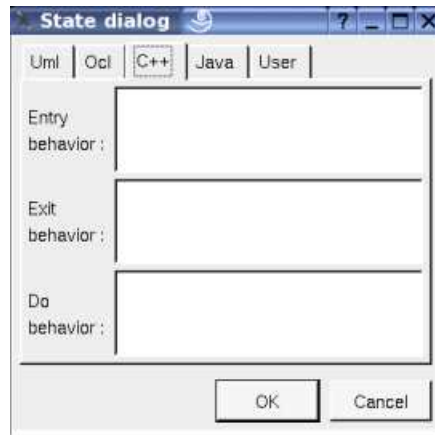 State dialog
Uml Ocl C++ Java User
Entry
behavior :
Exit
behavior :
Do
behavior :
OK Cancel